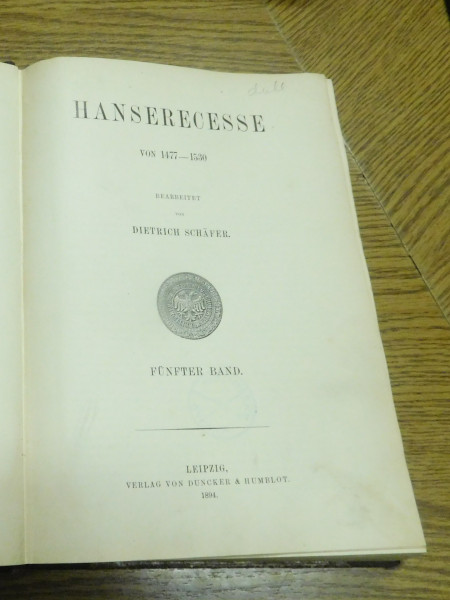 HANSERECESSE
VON 1477—1530
BEARBEITET
VON
DIETRICH SCHÄFER.
FÜNFTER BAND.
LEIPZIG,
VERLAG VON DUNCKER & HUMBLOT.
1894.